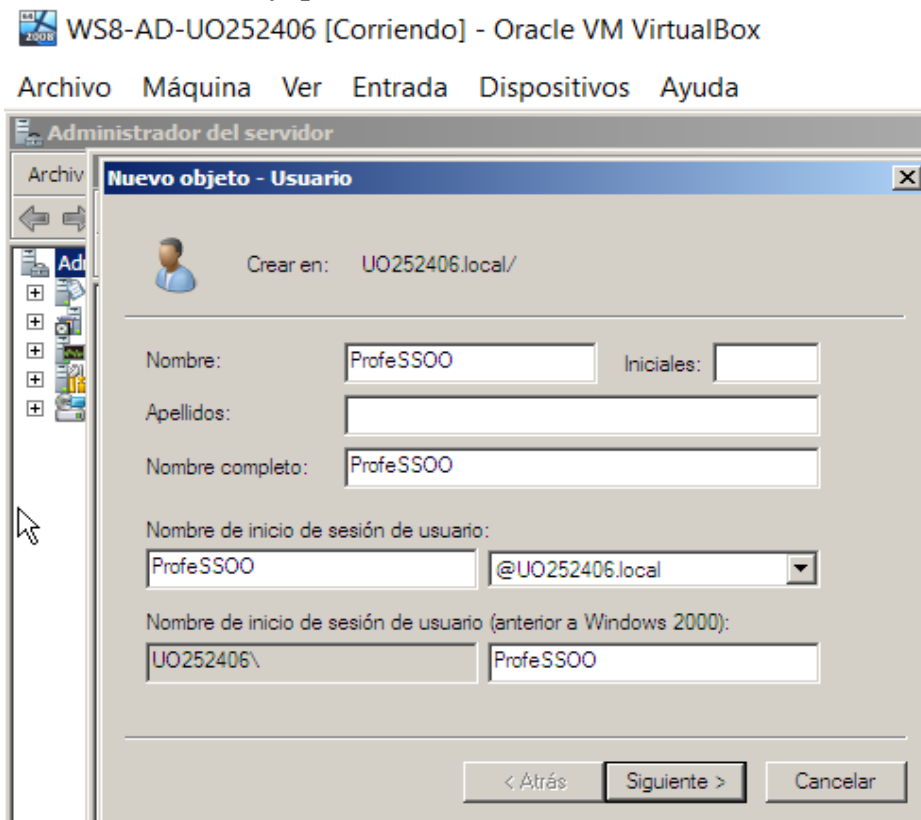 WS8-AD-UO252406 [Corriendo] - Oracle VM VirtualBox
Archivo Máquina Ver Entrada Dispositivos Ayuda
Administrador del servidor
Archiv
Nuevo objeto - Usuario
Adi
Crear en: UO252406.local/
Nombre: ProfeSSOO Iniciales:
Apellidos:
Nombre completo: ProfeSSOO
Nombre de inicio de sesión de usuario:
ProfeSSOO @UO252406.local
Nombre de inicio de sesión de usuario (anterior a Windows 2000):
UO252406\ ProfeSSOO
< Atrás Siguiente > Cancelar